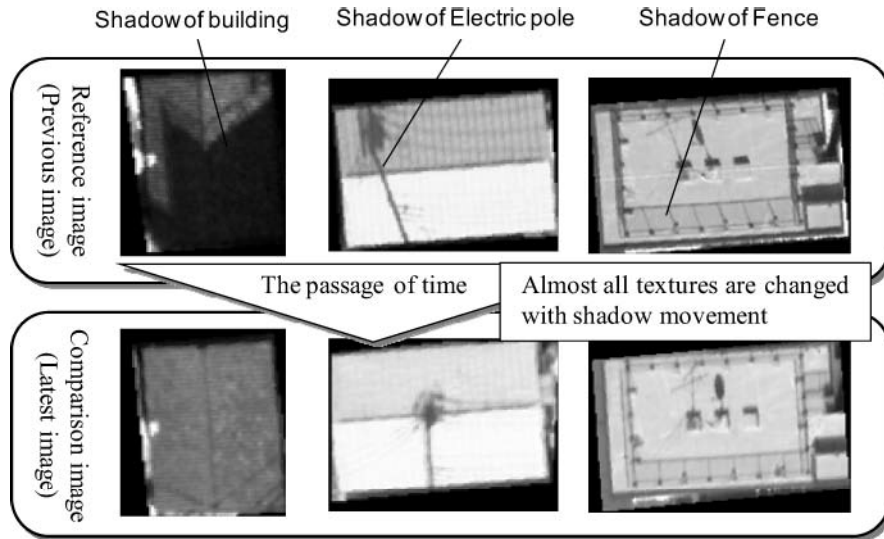 Shadow of building
Shadow of Electric pole
Shadow of Fence
Reference image
(Previous image)
The passage of time
Almost all textures are changed
with shadow movement
Comparison image
(Latest image)